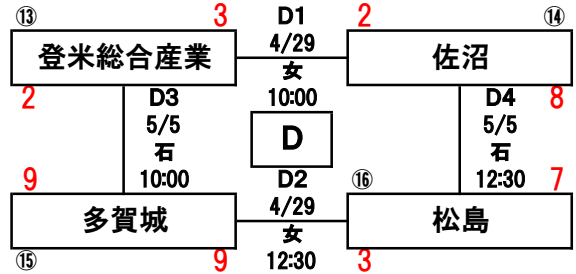 ⑬ 3 D1 2 ⑭
登米総合産業 4/29 佐沼
女
2 D3 10:00 D4 8
5/5 5/5
石 D 石
9 10:00 D2 ⑯ 12:30 7
多賀城 4/29 松島
女
⑮ 9 12:30 3